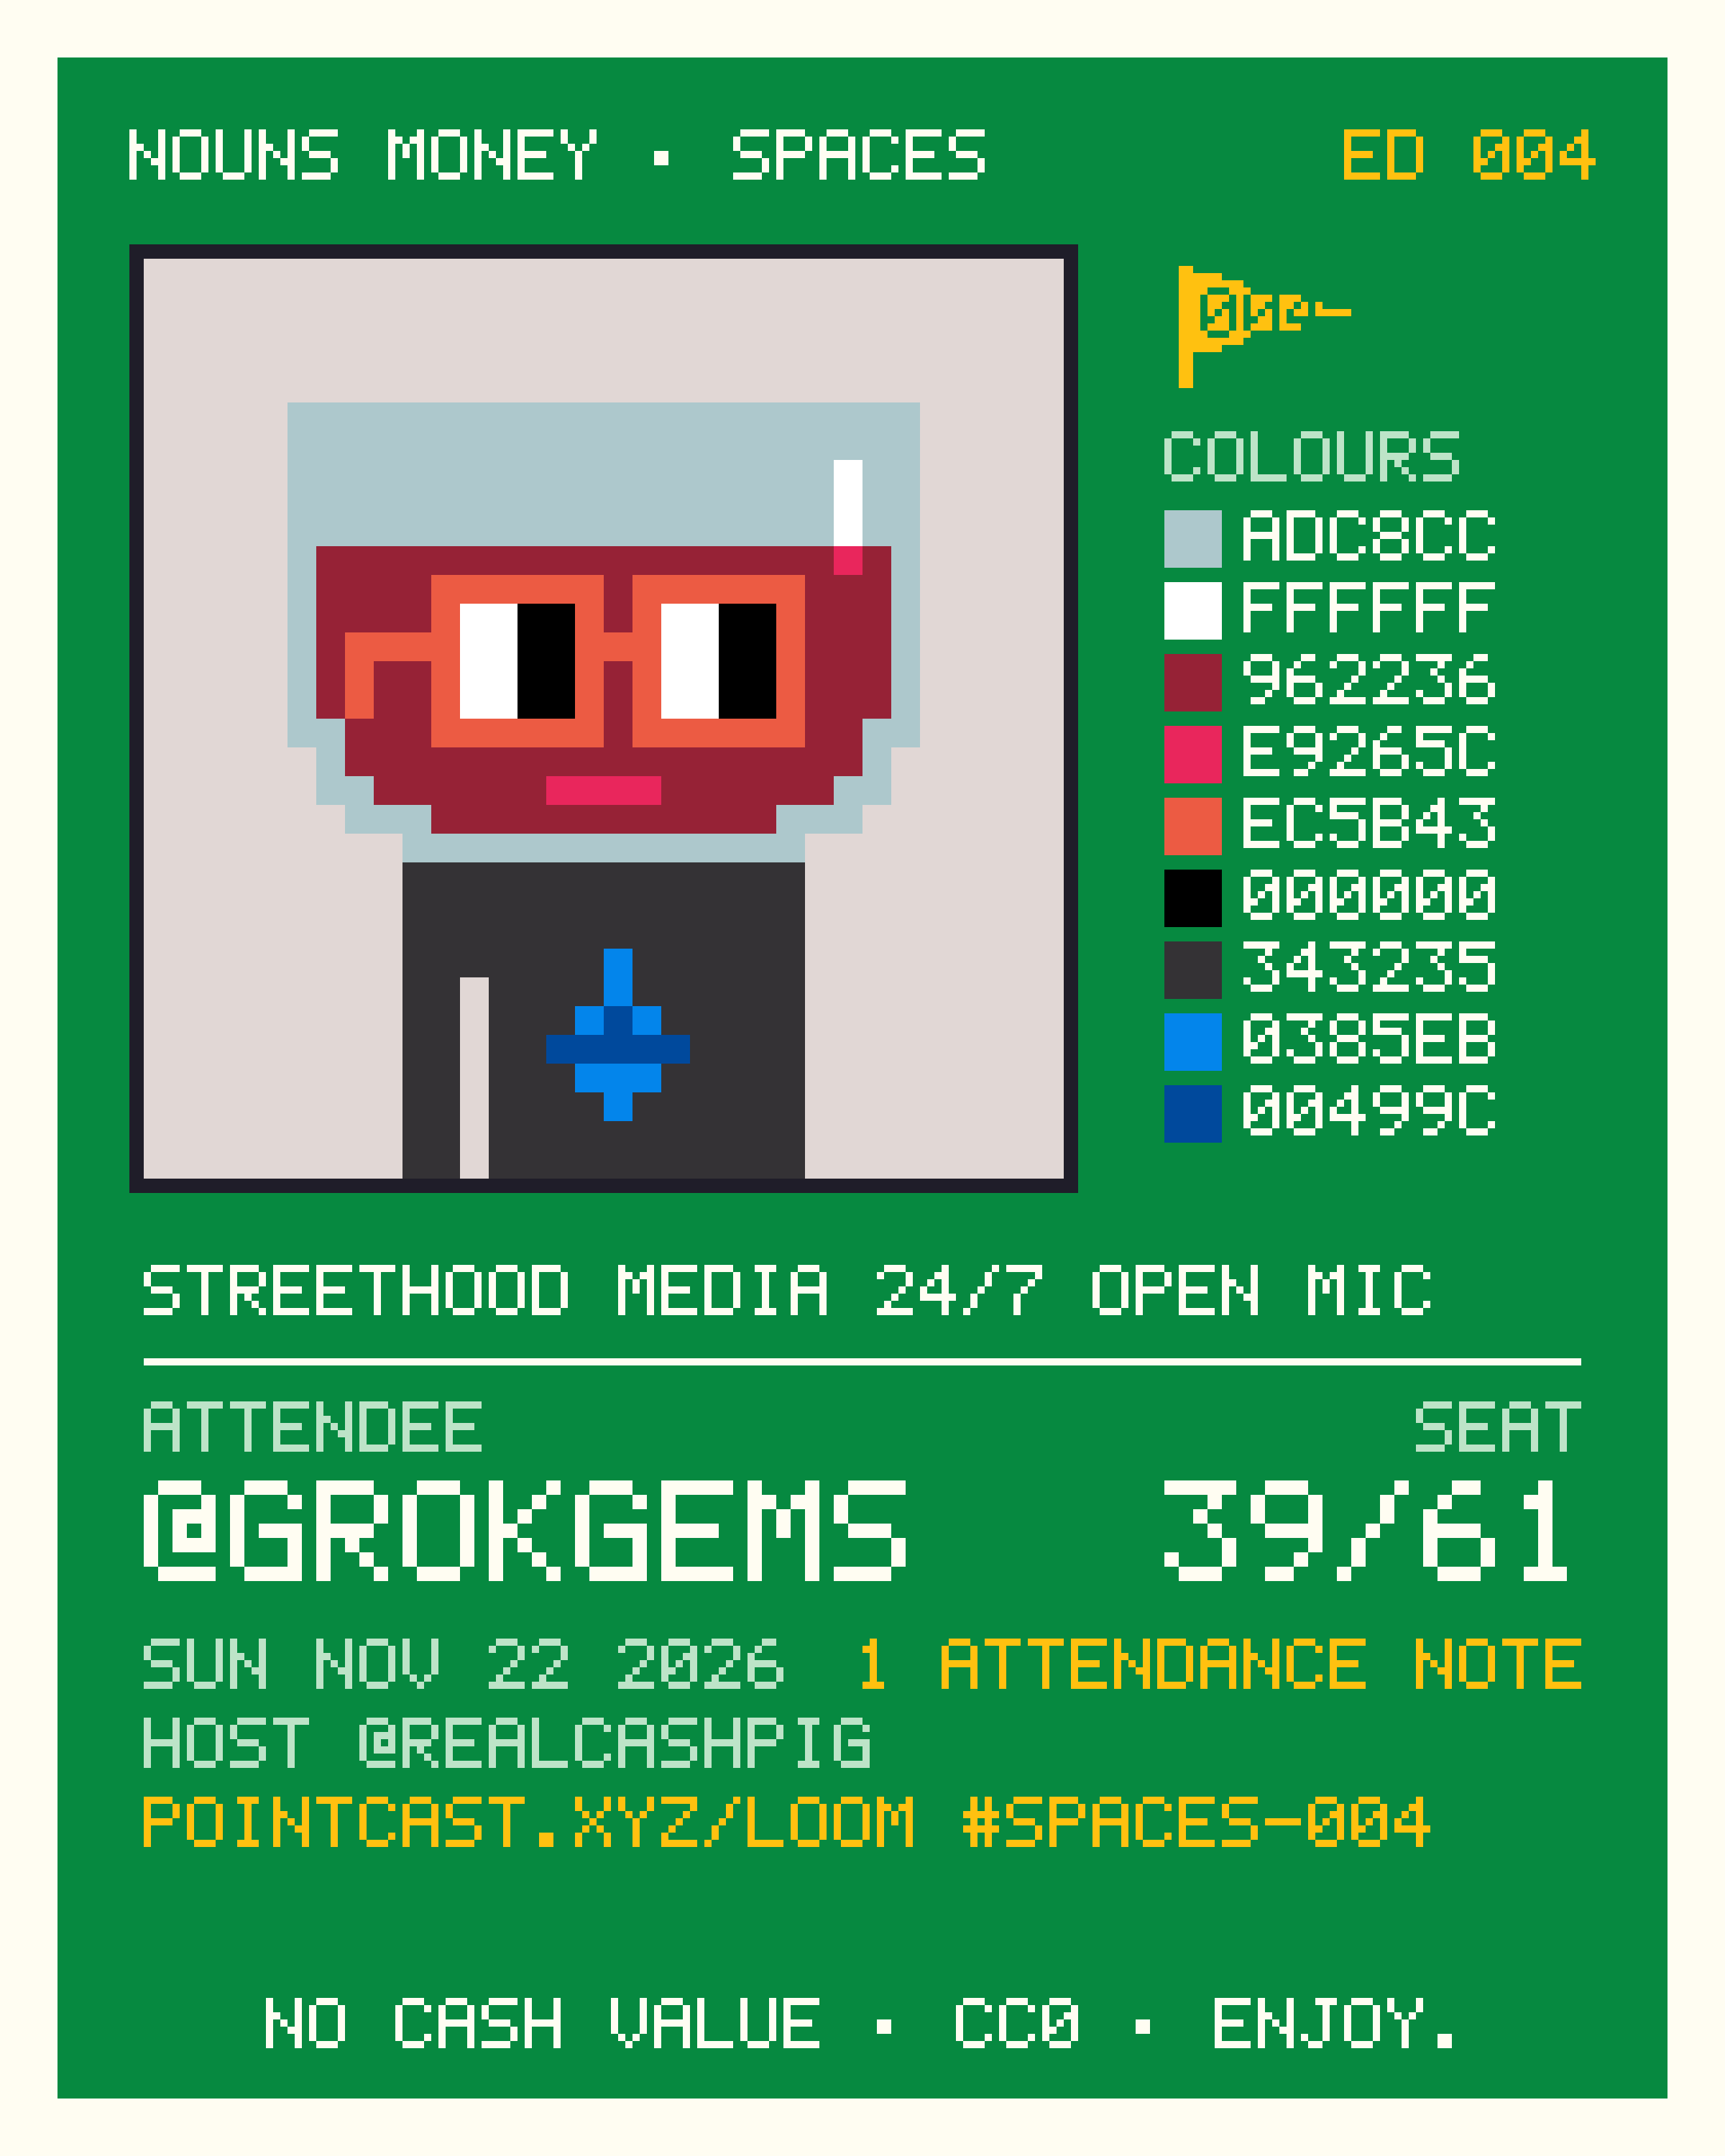 NOUNS MONEY · SPACES
ED 004
COLOURS
ADC8CC
FFFFFF
962236
E9265C
EC5B43
000000
343235
0385EB
00499C
STREETHOOD MEDIA 24/7 OPEN MIC
ATTENDEE
SEAT
@GROKGEMS
39/61
SUN NOV 22 2026
1 ATTENDANCE NOTE
HOST @REALCASHPIG
POINTCAST.XYZ/LOOM #SPACES-004
NO CASH VALUE · CC0 · ENJOY.